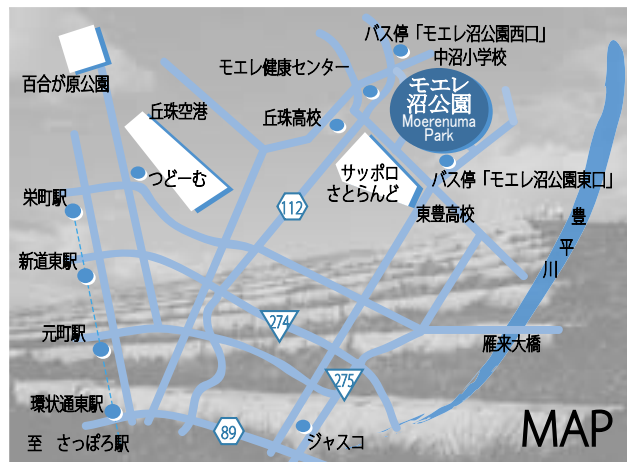 バス停「モエレ沼公園西口」
中沼小学校
モエレ健康センター
百合が原公園
モエレ
沼公園
Moerenuma
Park
丘珠空港
丘珠高校
つどーむ
サッポロ
さとらんど
バス停「モエレ沼公園東口」
栄町駅
112
東豊高校
豊平川
新道東駅
274
元町駅
雁来大橋
275
環状通東駅
89
ジャスコ
至 さっぽろ駅
MAP